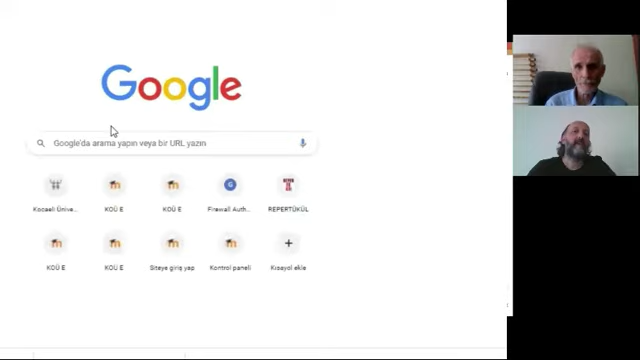 Google
Google'da arama yapın veya bir URL yazın
Kocaeli Ünive... KOÜ E KOÜ E Firewall Auth... REPERTÜKÜL
KOÜ E KOÜ E Siteye giriş yap Kontrol paneli Kısayol ekle